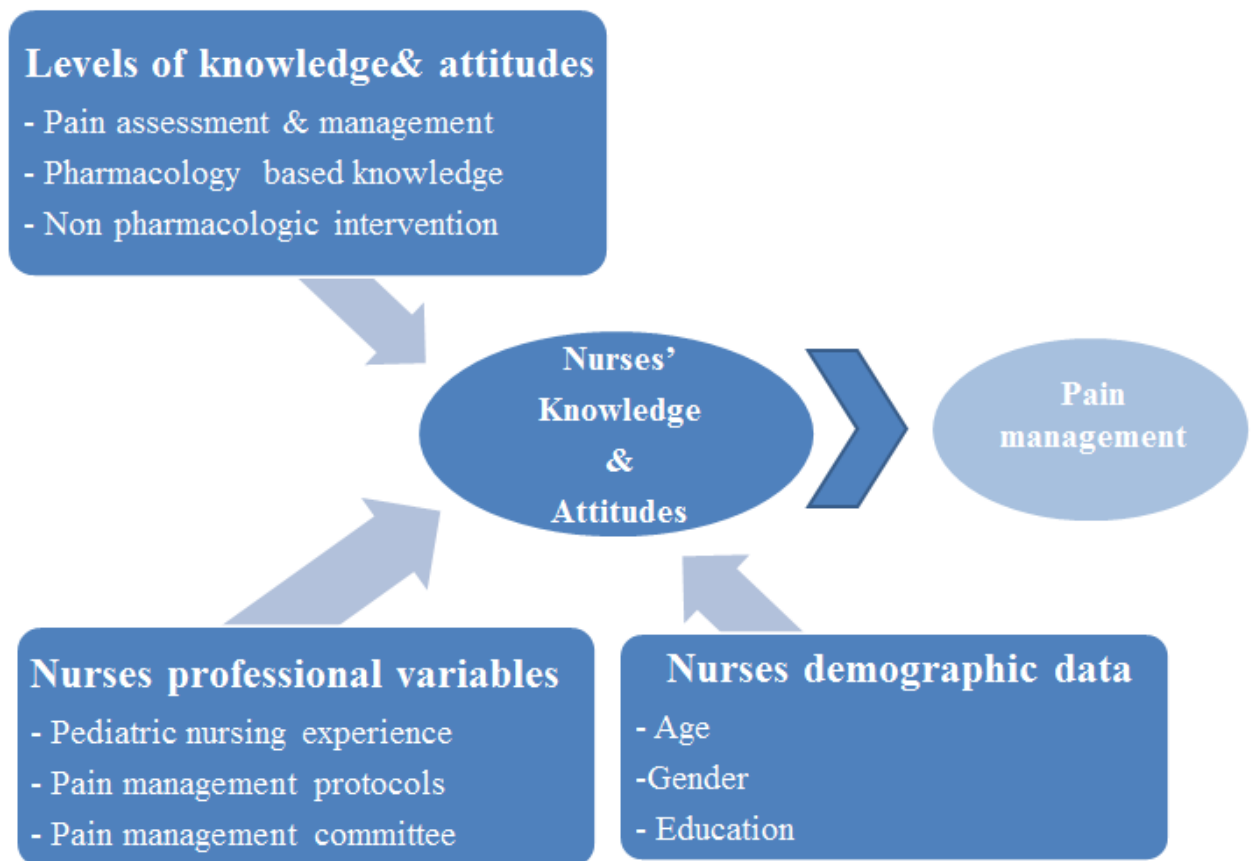 Levels of knowledge& attitudes
- Pain assessment & management
- Pharmacology based knowledge
- Non pharmacologic intervention
Nurses’
Knowledge
&
Attitudes
Pain
management
Nurses professional variables
- Pediatric nursing experience
- Pain management protocols
- Pain management committee
Nurses demographic data
- Age
-Gender
- Education